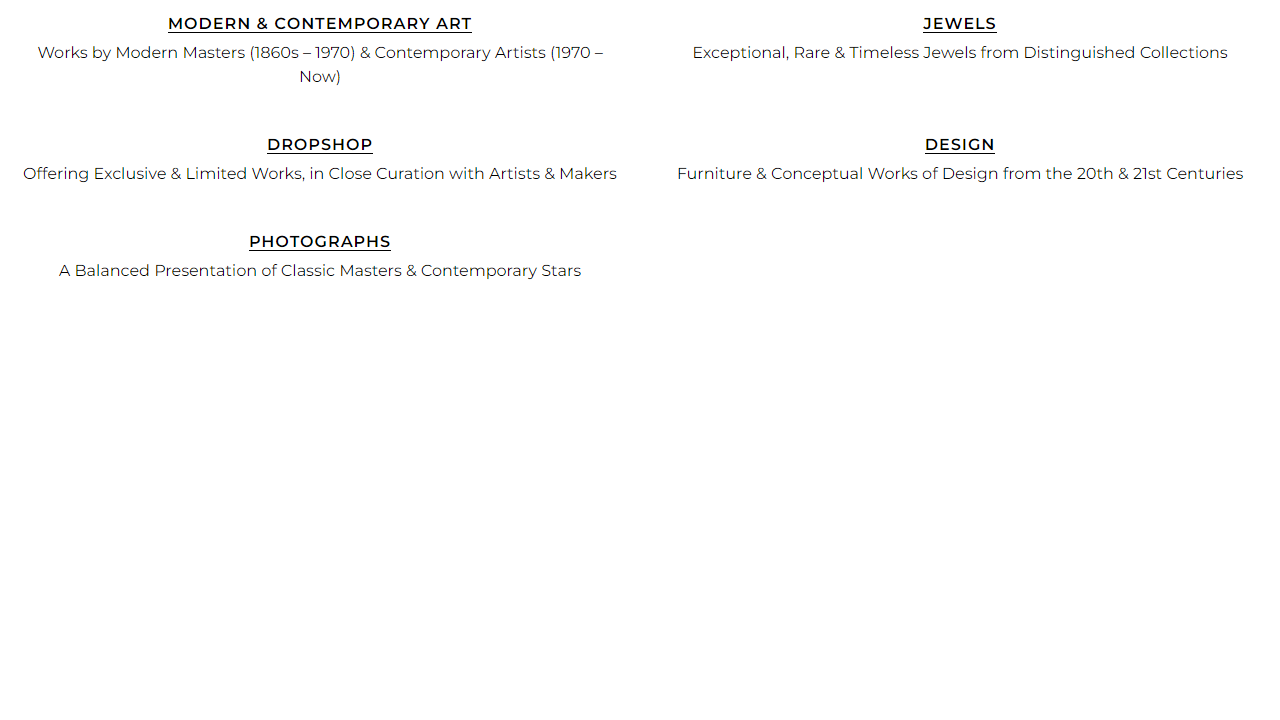 MODERN & CONTEMPORARY ART
Works by Modern Masters (1860s – 1970) & Contemporary Artists (1970 –
Now)
JEWELS
Exceptional, Rare & Timeless Jewels from Distinguished Collections
DROPSHOP
Offering Exclusive & Limited Works, in Close Curation with Artists & Makers
DESIGN
Furniture & Conceptual Works of Design from the 20th & 21st Centuries
PHOTOGRAPHS
A Balanced Presentation of Classic Masters & Contemporary Stars